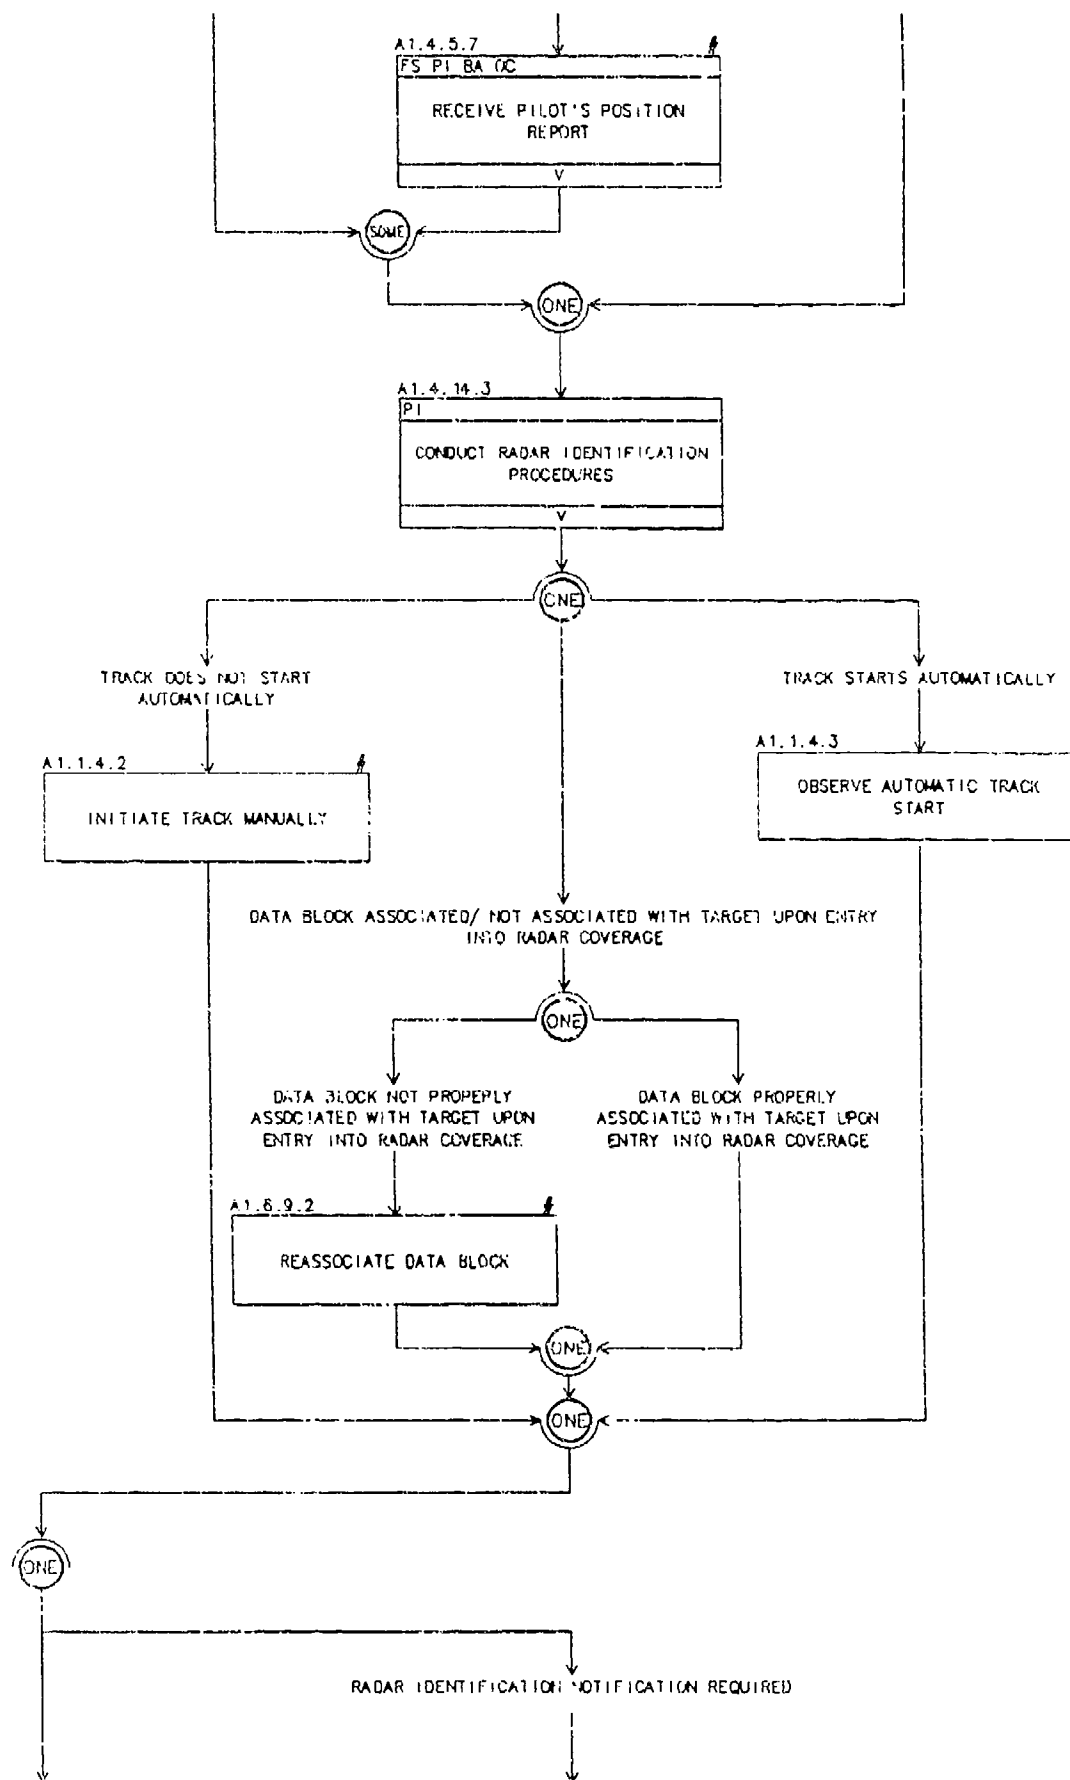 A1.4.5.7
FS PI BA OC
RECEIVE PILOT'S POSITION
REPORT
V
SOME
ONE
A1.4.14.3
PI
CONDUCT RADAR IDENTIFICATION
PROCEDURES
V
ONE
TRACK DOES NOT START
AUTOMATICALLY
TRACK STARTS AUTOMATICALLY
A1.1.4.2
INITIATE TRACK MANUALLY
A1.1.4.3
OBSERVE AUTOMATIC TRACK
START
DATA BLOCK ASSOCIATED/ NOT ASSOCIATED WITH TARGET UPON ENTRY
INTO RADAR COVERAGE
ONE
DATA BLOCK NOT PROPERLY
ASSOCIATED WITH TARGET UPON
ENTRY INTO RADAR COVERAGE
DATA BLOCK PROPERLY
ASSOCIATED WITH TARGET UPON
ENTRY INTO RADAR COVERAGE
A1.6.9.2
REASSOCIATE DATA BLOCK
ONE
ONE
ONE
RADAR IDENTIFICATION NOTIFICATION REQUIRED